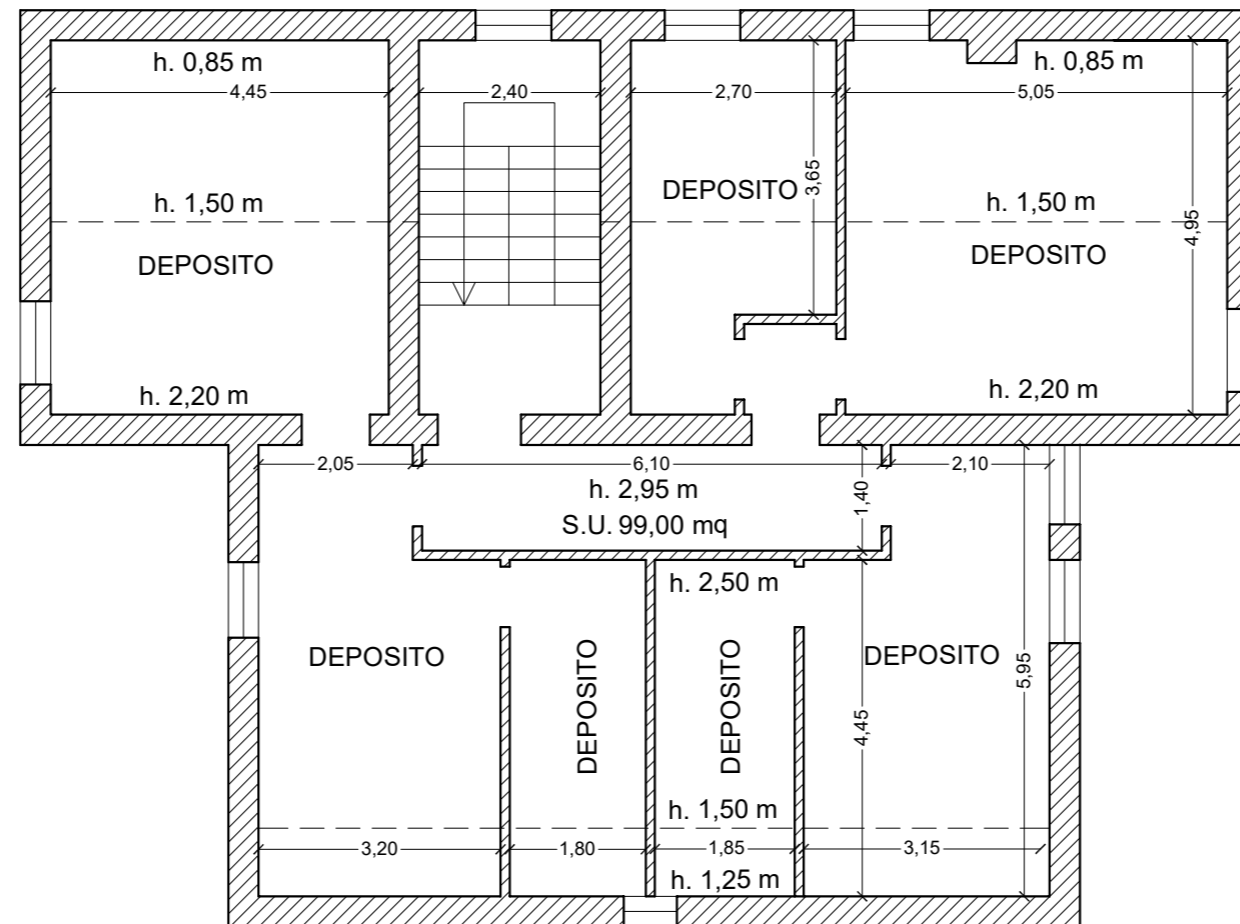 h. 0,85 m
h. 0,85 m
4,45
2,40
2,70
5,05
3,65
DEPOSITO
h. 1,50 m
h. 1,50 m
4,95
DEPOSITO
DEPOSITO
h. 2,20 m
h. 2,20 m
2,05
6,10
2,10
h. 2,95 m
1,40
S.U. 99,00 mq
h. 2,50 m
DEPOSITO
DEPOSITO
DEPOSITO
DEPOSITO
5,95
4,45
h. 1,50 m
3,20
1,80
1,85
3,15
h. 1,25 m